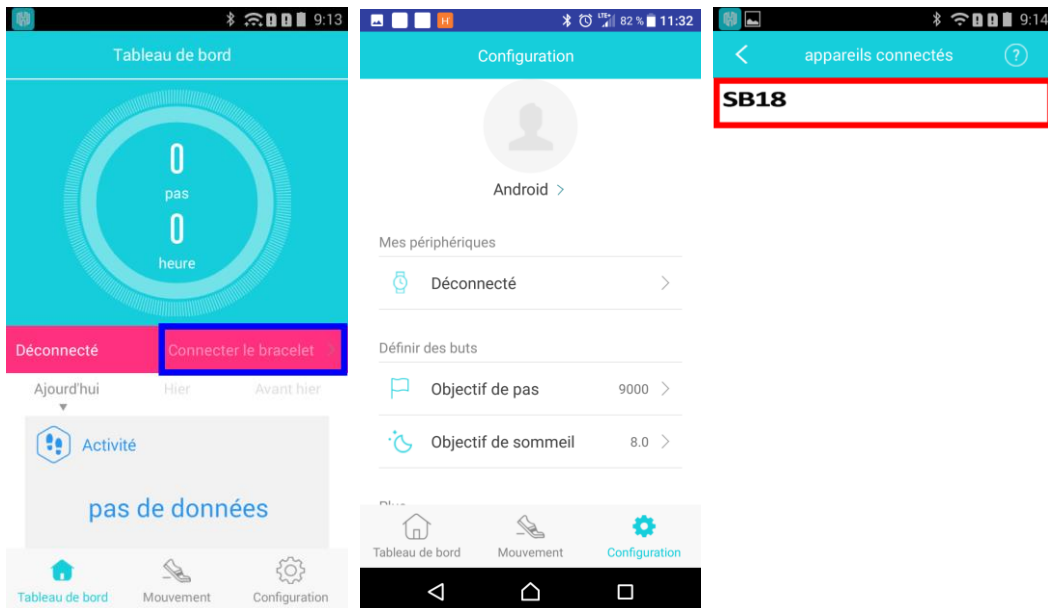 9:13
Tableau de bord
0
pas
0
heure
Déconnecté
Connecter le bracelet >
Ajourd'hui
Hier
Avant hier
Activité
pas de données
Tableau de bord
Mouvement
Configuration
H
LTE
82 %
11:32
Configuration
Android >
Mes périphériques
Déconnecté >
Définir des buts
Objectif de pas
9000 >
Objectif de sommeil
8.0 >
Tableau de bord
Mouvement
Configuration
9:14
< appareils connectés ?
SB18